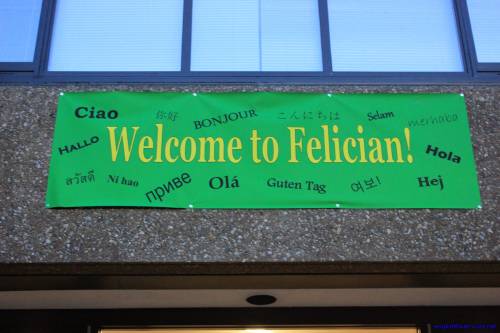 Ciao 你好 BONJOUR こんにちは Selam merhaba
HALLO Welcome to Felician! Hola
สวัสดี Ni hao приве Olá Guten Tag 여보! Hej